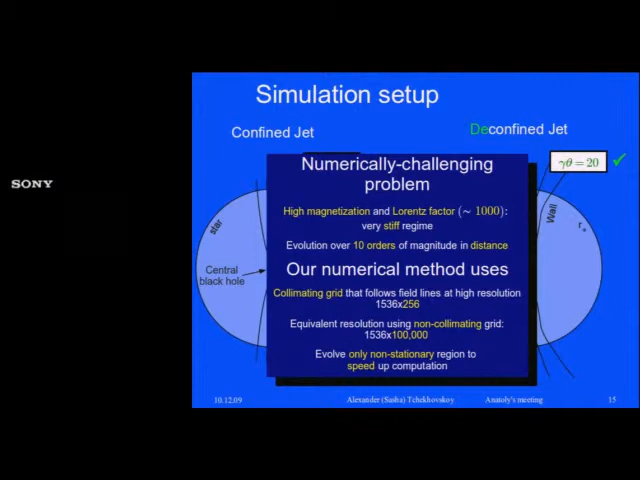 SONY
Simulation setup
Confined Jet
Deconfined Jet
γθ = 20 ✓
Numerically-challenging
problem
High magnetization and Lorentz factor (∼ 1000):
very stiff regime
Evolution over 10 orders of magnitude in distance
Our numerical method uses
Collimating grid that follows field lines at high resolution
1536x256
Equivalent resolution using non-collimating grid:
1536x100,000
Evolve only non-stationary region to
speed up computation
star
Central
black hole
Wall
r*
10.12.09
Alexander (Sasha) Tchekhovskoy
Anatoly's meeting
15